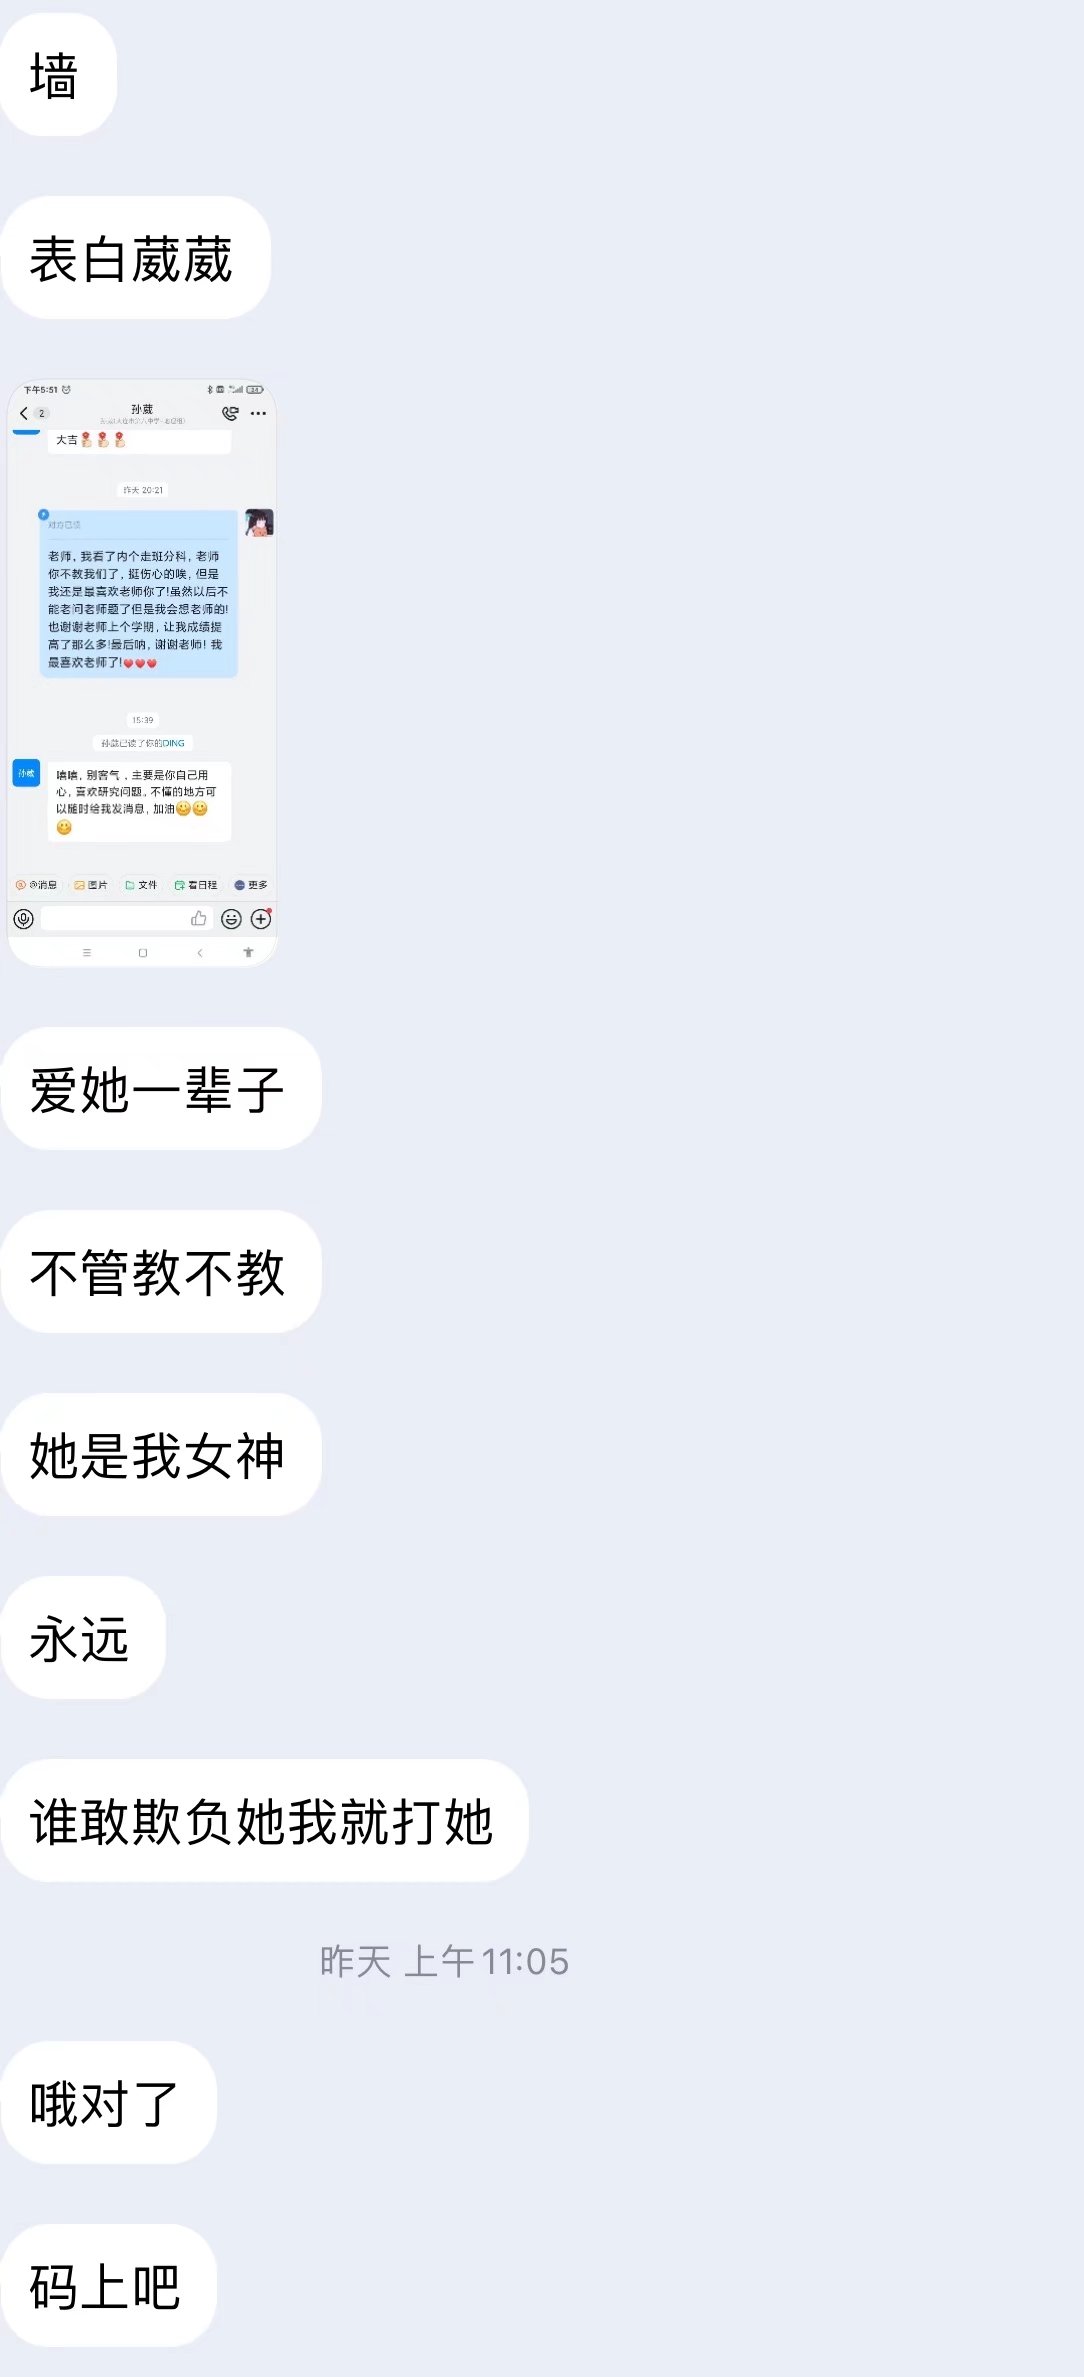 墙
表白葳葳
下午5:51
2
孙葳
大吉
昨天 20:21
对方已读
老师，我看了内个走班分科，老师
你不教我们了，挺伤心的唉，但是
我还是最喜欢老师你了!虽然以后不
能老问老师题了但是我会想老师的!
也谢谢老师上个学期，让我成绩提
高了那么多!最后呐，谢谢老师！我
最喜欢老师了!
15:39
孙葳已读了你的DING
孙葳
嘻嘻，别客气，主要是你自己用
心，喜欢研究问题。不懂的地方可
以随时给我发消息，加油
@消息
图片
文件
看日程
更多
爱她一辈子
不管教不教
她是我女神
永远
谁敢欺负她我就打她
昨天 上午11:05
哦对了
码上吧